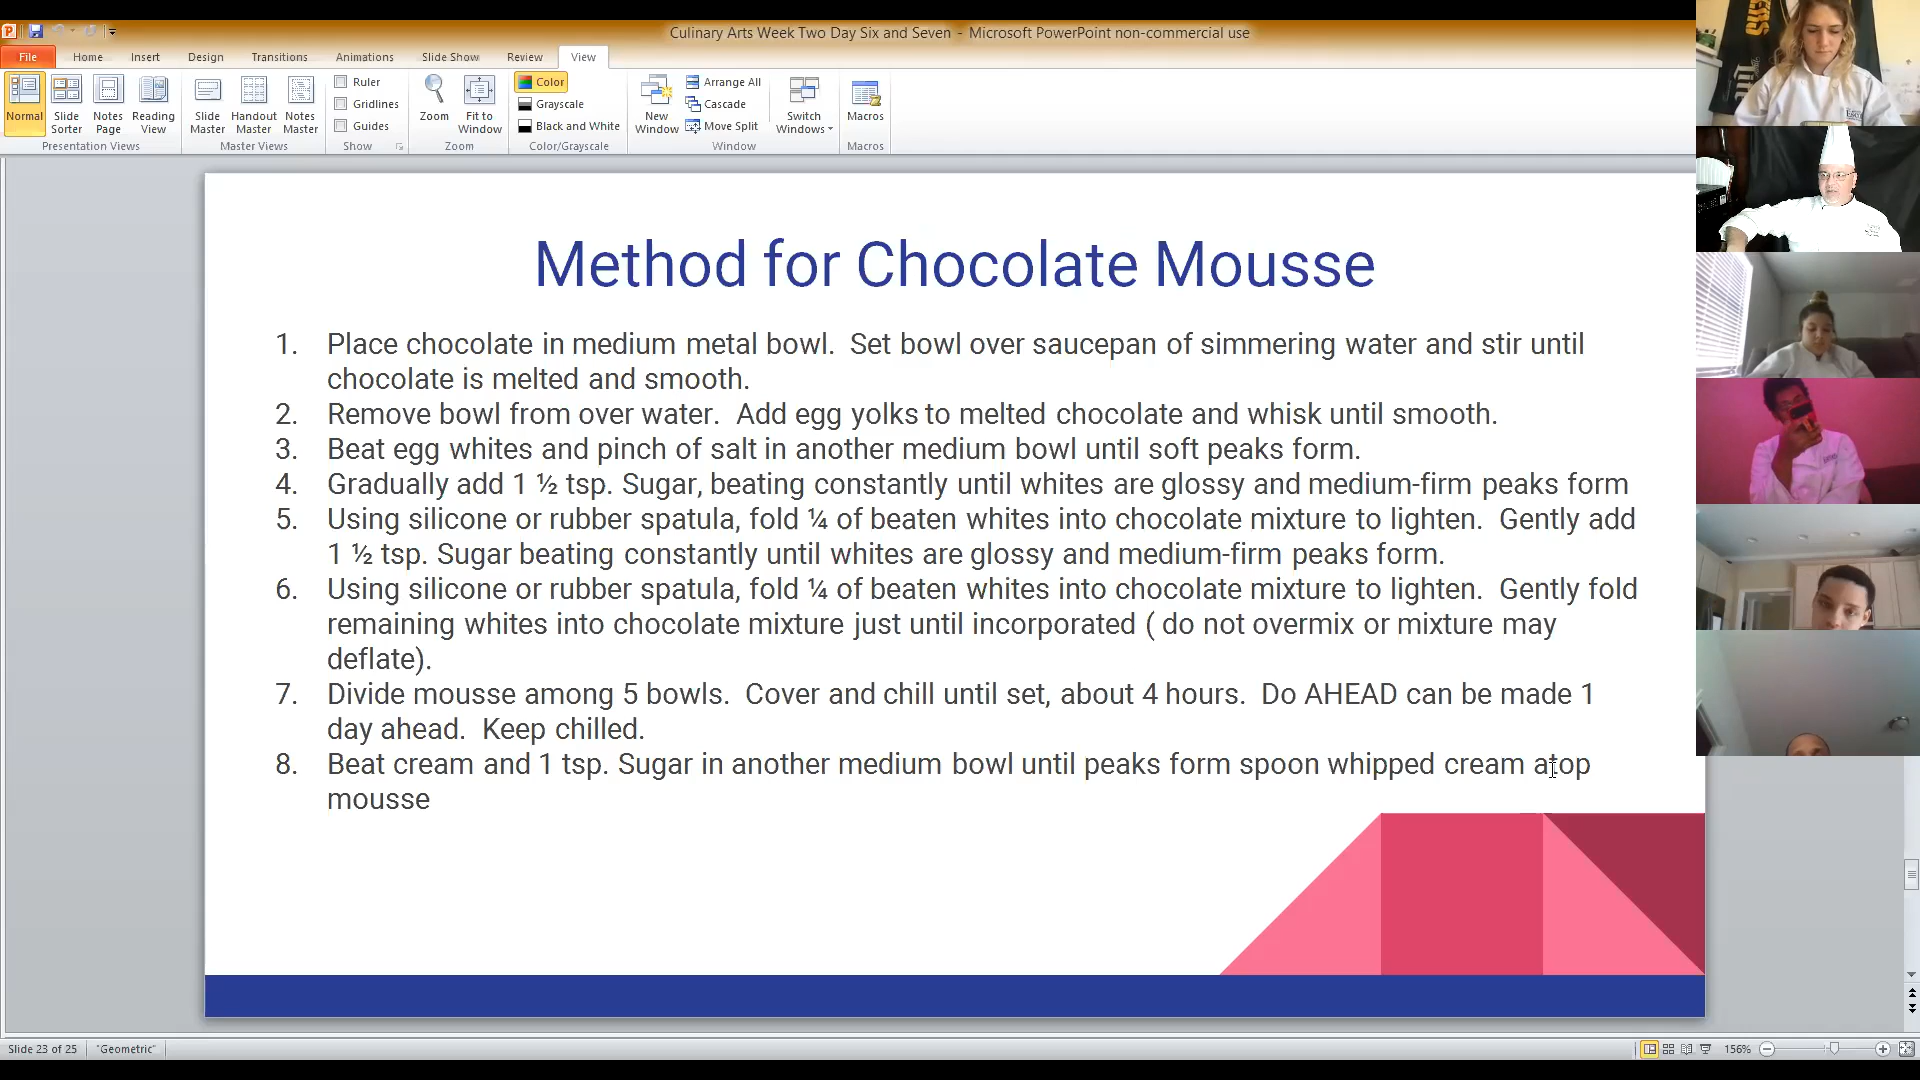 Culinary Arts Week Two Day Six and Seven - Microsoft PowerPoint non-commercial use
File Home Insert Design Transitions Animations Slide Show Review View
Normal Slide Sorter Notes Page Reading View
Presentation Views
Slide Master Handout Master Notes Master
Master Views
Ruler
Gridlines
Guides
Show
Zoom Fit to Window
Zoom
Color
Grayscale
Black and White
Color/Grayscale
New Window
Arrange All
Cascade
Move Split
Switch Windows
Window
Macros
Macros
Method for Chocolate Mousse
1. Place chocolate in medium metal bowl.  Set bowl over saucepan of simmering water and stir until
chocolate is melted and smooth.
2. Remove bowl from over water.  Add egg yolks to melted chocolate and whisk until smooth.
3. Beat egg whites and pinch of salt in another medium bowl until soft peaks form.
4. Gradually add 1 ½ tsp. Sugar, beating constantly until whites are glossy and medium-firm peaks form
5. Using silicone or rubber spatula, fold ¼ of beaten whites into chocolate mixture to lighten.  Gently add
1 ½ tsp. Sugar beating constantly until whites are glossy and medium-firm peaks form.
6. Using silicone or rubber spatula, fold ¼ of beaten whites into chocolate mixture to lighten.  Gently fold
remaining whites into chocolate mixture just until incorporated ( do not overmix or mixture may
deflate).
7. Divide mousse among 5 bowls.  Cover and chill until set, about 4 hours.  Do AHEAD can be made 1
day ahead.  Keep chilled.
8. Beat cream and 1 tsp. Sugar in another medium bowl until peaks form spoon whipped cream atop
mousse
Slide 23 of 25 "Geometric" 156%